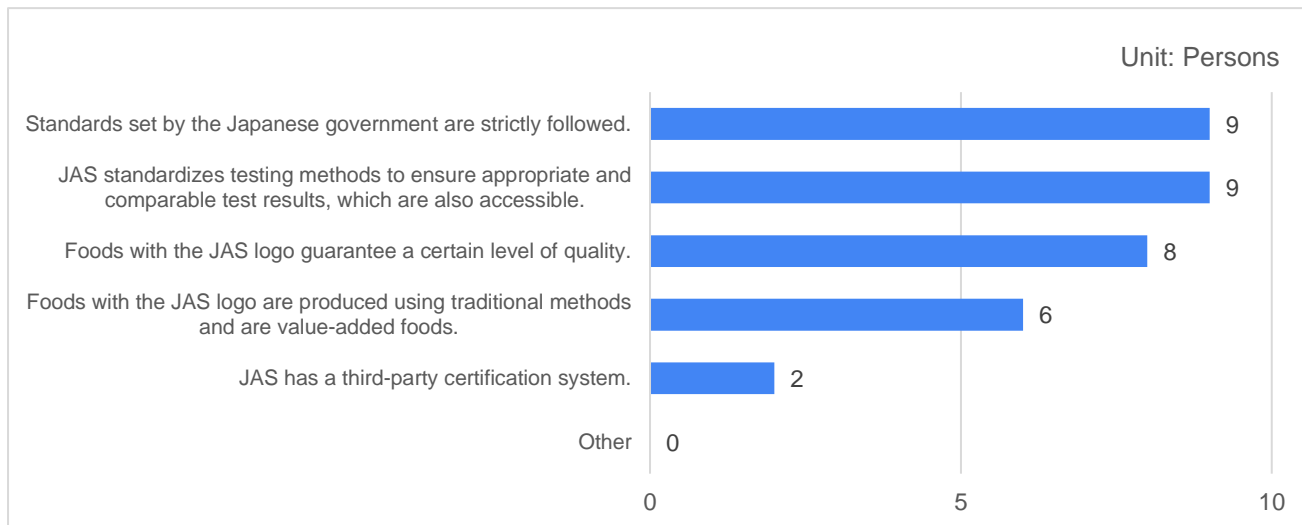 Unit: Persons
Standards set by the Japanese government are strictly followed.
9
JAS standardizes testing methods to ensure appropriate and
comparable test results, which are also accessible.
9
Foods with the JAS logo guarantee a certain level of quality.
8
Foods with the JAS logo are produced using traditional methods
and are value-added foods.
6
JAS has a third-party certification system.
2
Other
0
0 5 10